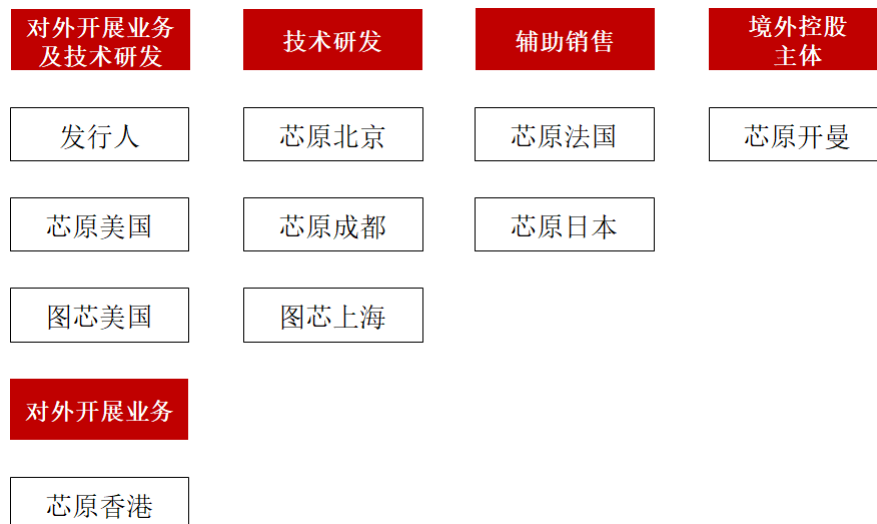 对外开展业务
及技术研发
技术研发
辅助销售
境外控股
主体
发行人
芯原北京
芯原法国
芯原开曼
芯原美国
芯原成都
芯原日本
图芯美国
图芯上海
对外开展业务
芯原香港